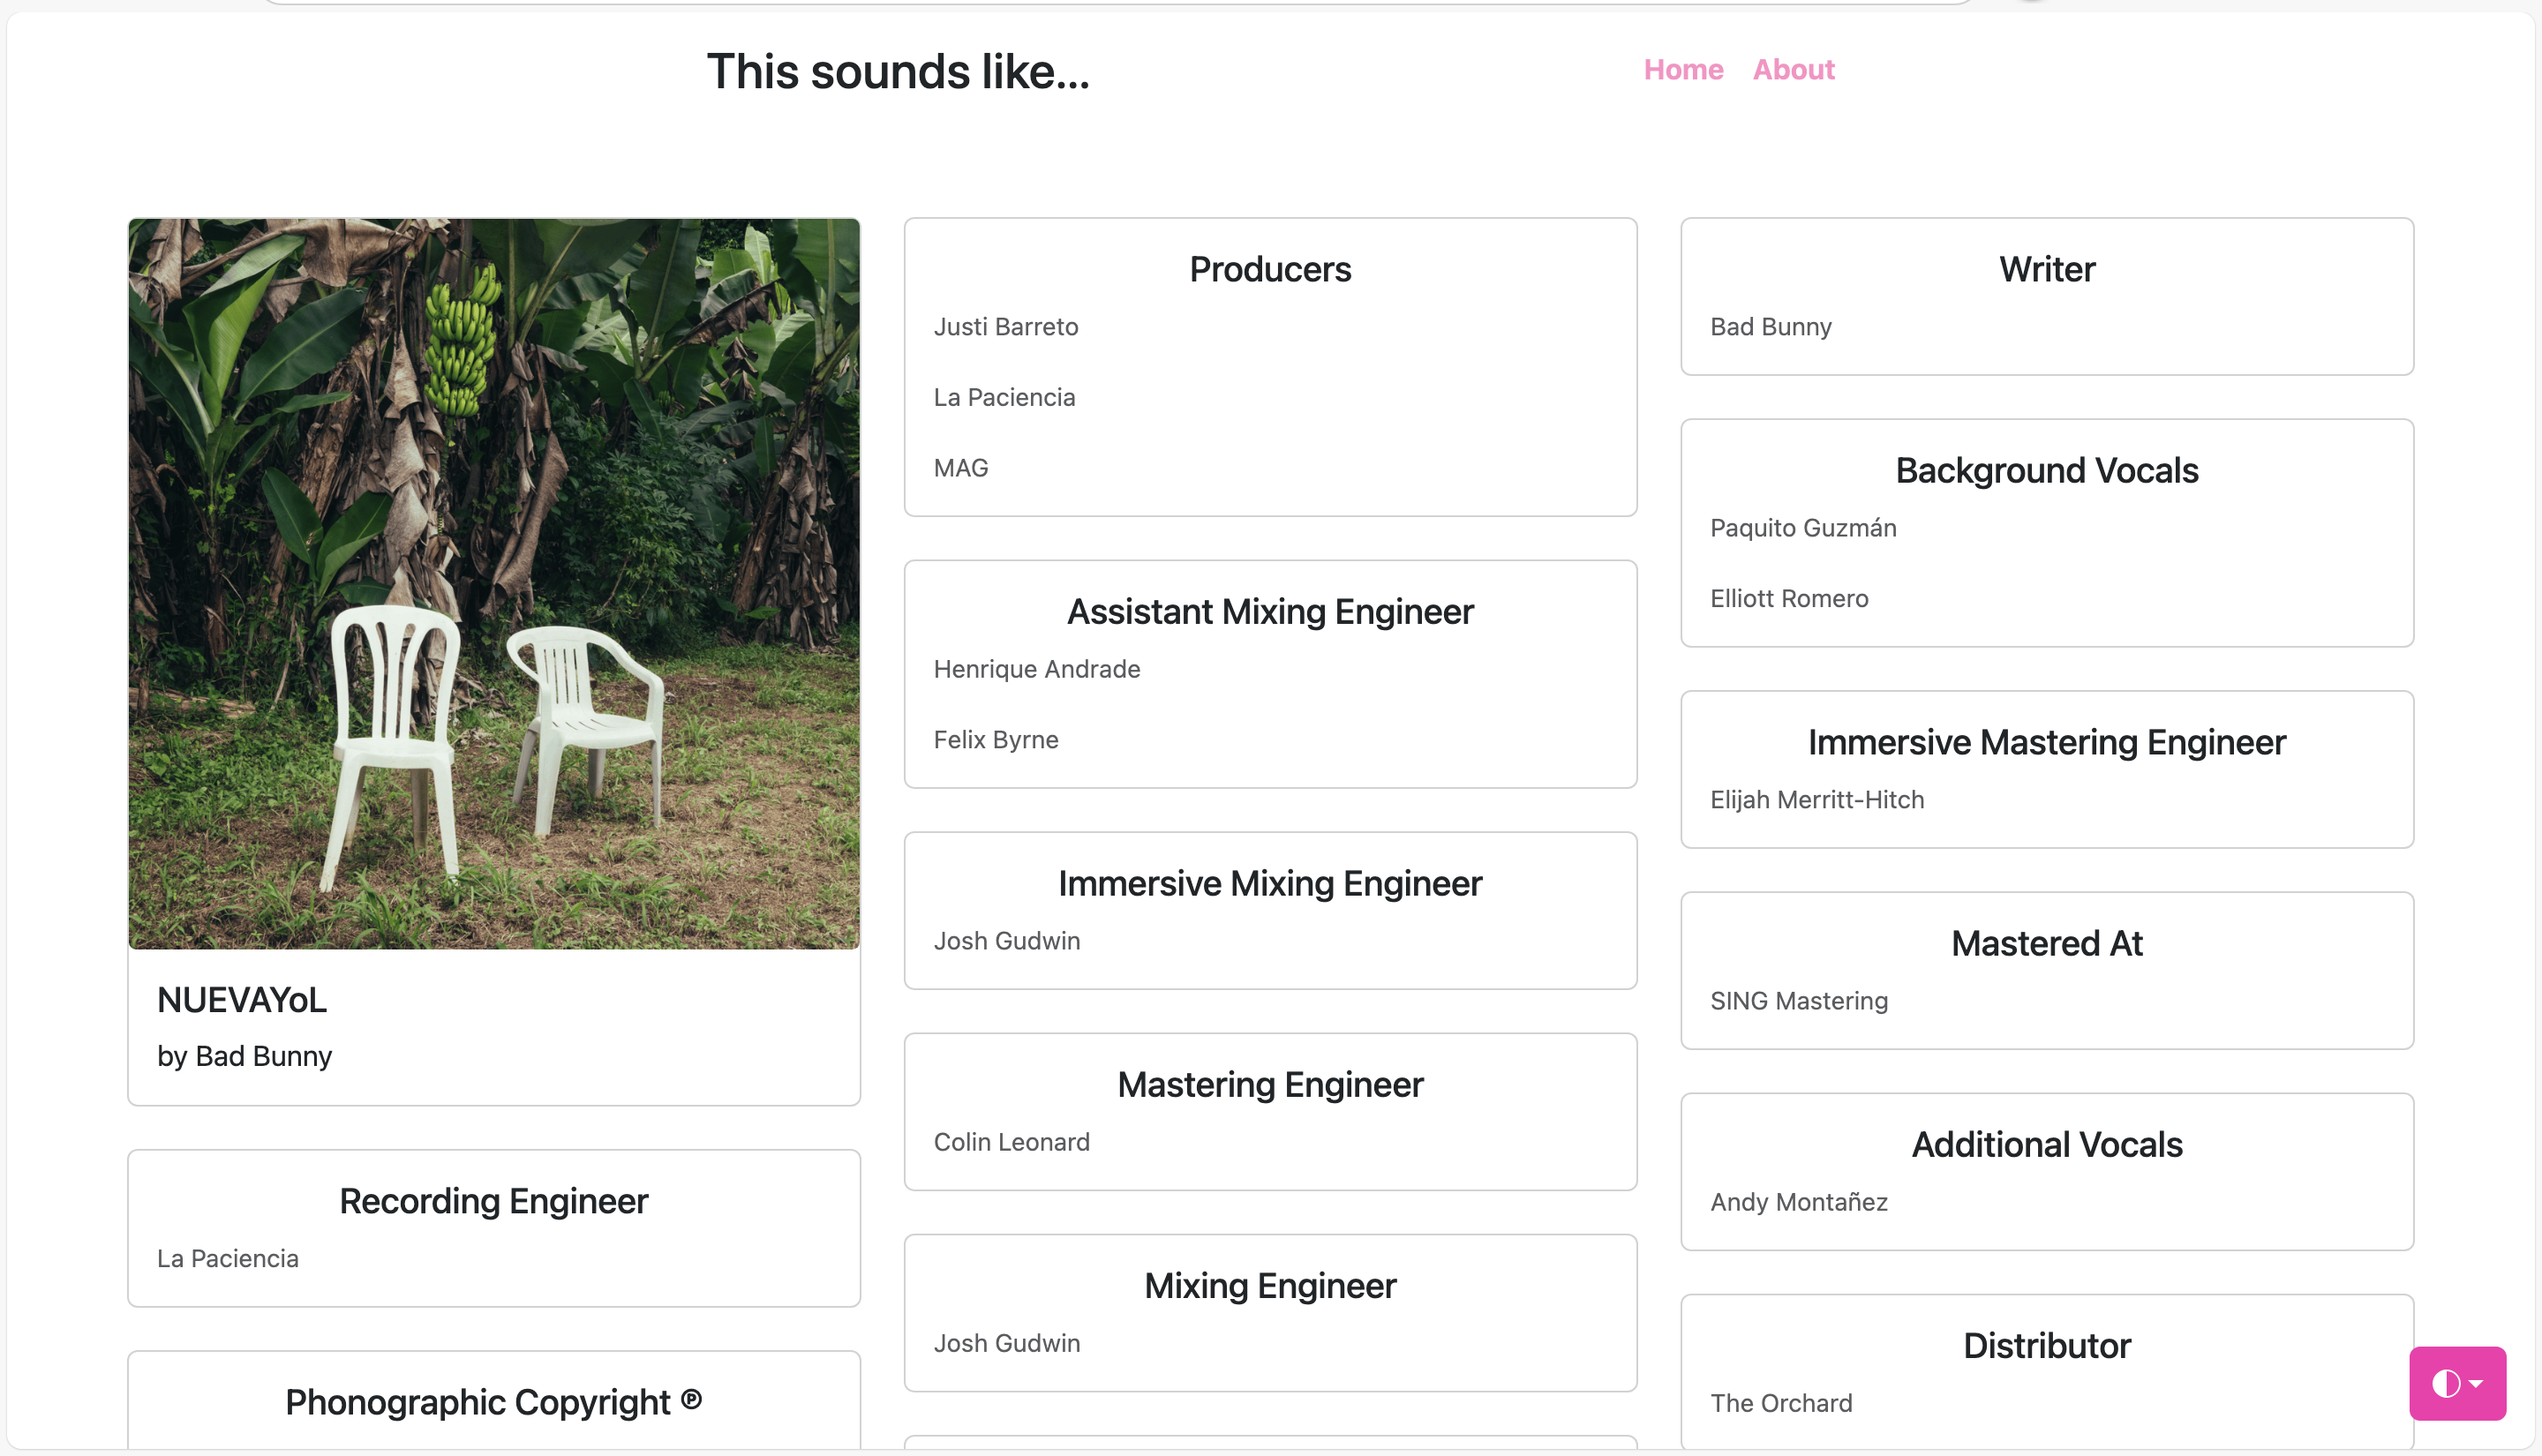 This sounds like...
Home About
NUEVAYoL
by Bad Bunny
Recording Engineer
La Paciencia
Phonographic Copyright ℗
Producers
Justi Barreto
La Paciencia
MAG
Assistant Mixing Engineer
Henrique Andrade
Felix Byrne
Immersive Mixing Engineer
Josh Gudwin
Mastering Engineer
Colin Leonard
Mixing Engineer
Josh Gudwin
Writer
Bad Bunny
Background Vocals
Paquito Guzmán
Elliott Romero
Immersive Mastering Engineer
Elijah Merritt-Hitch
Mastered At
SING Mastering
Additional Vocals
Andy Montañez
Distributor
The Orchard